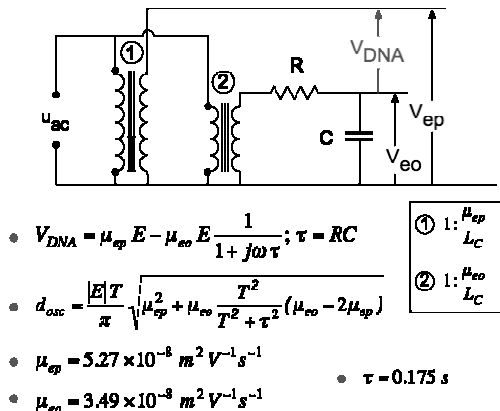 ①
②
R
V_DNA
u_ac
C
V_ep
V_eo
① 1: μ_ep / L_C
② 1: μ_eo / L_C
● V_DNA = μ_ep E − μ_eo E 1 / (1 + jωτ); τ = RC
● d_osc = |E| T / π √(μ_ep² + μ_eo T² / (T² + τ²) (μ_eo − 2μ_ep))
● μ_ep = 5.27 × 10⁻⁸ m² V⁻¹ s⁻¹
● τ = 0.175 s
● μ_eo = 3.49 × 10⁻⁸ m² V⁻¹ s⁻¹